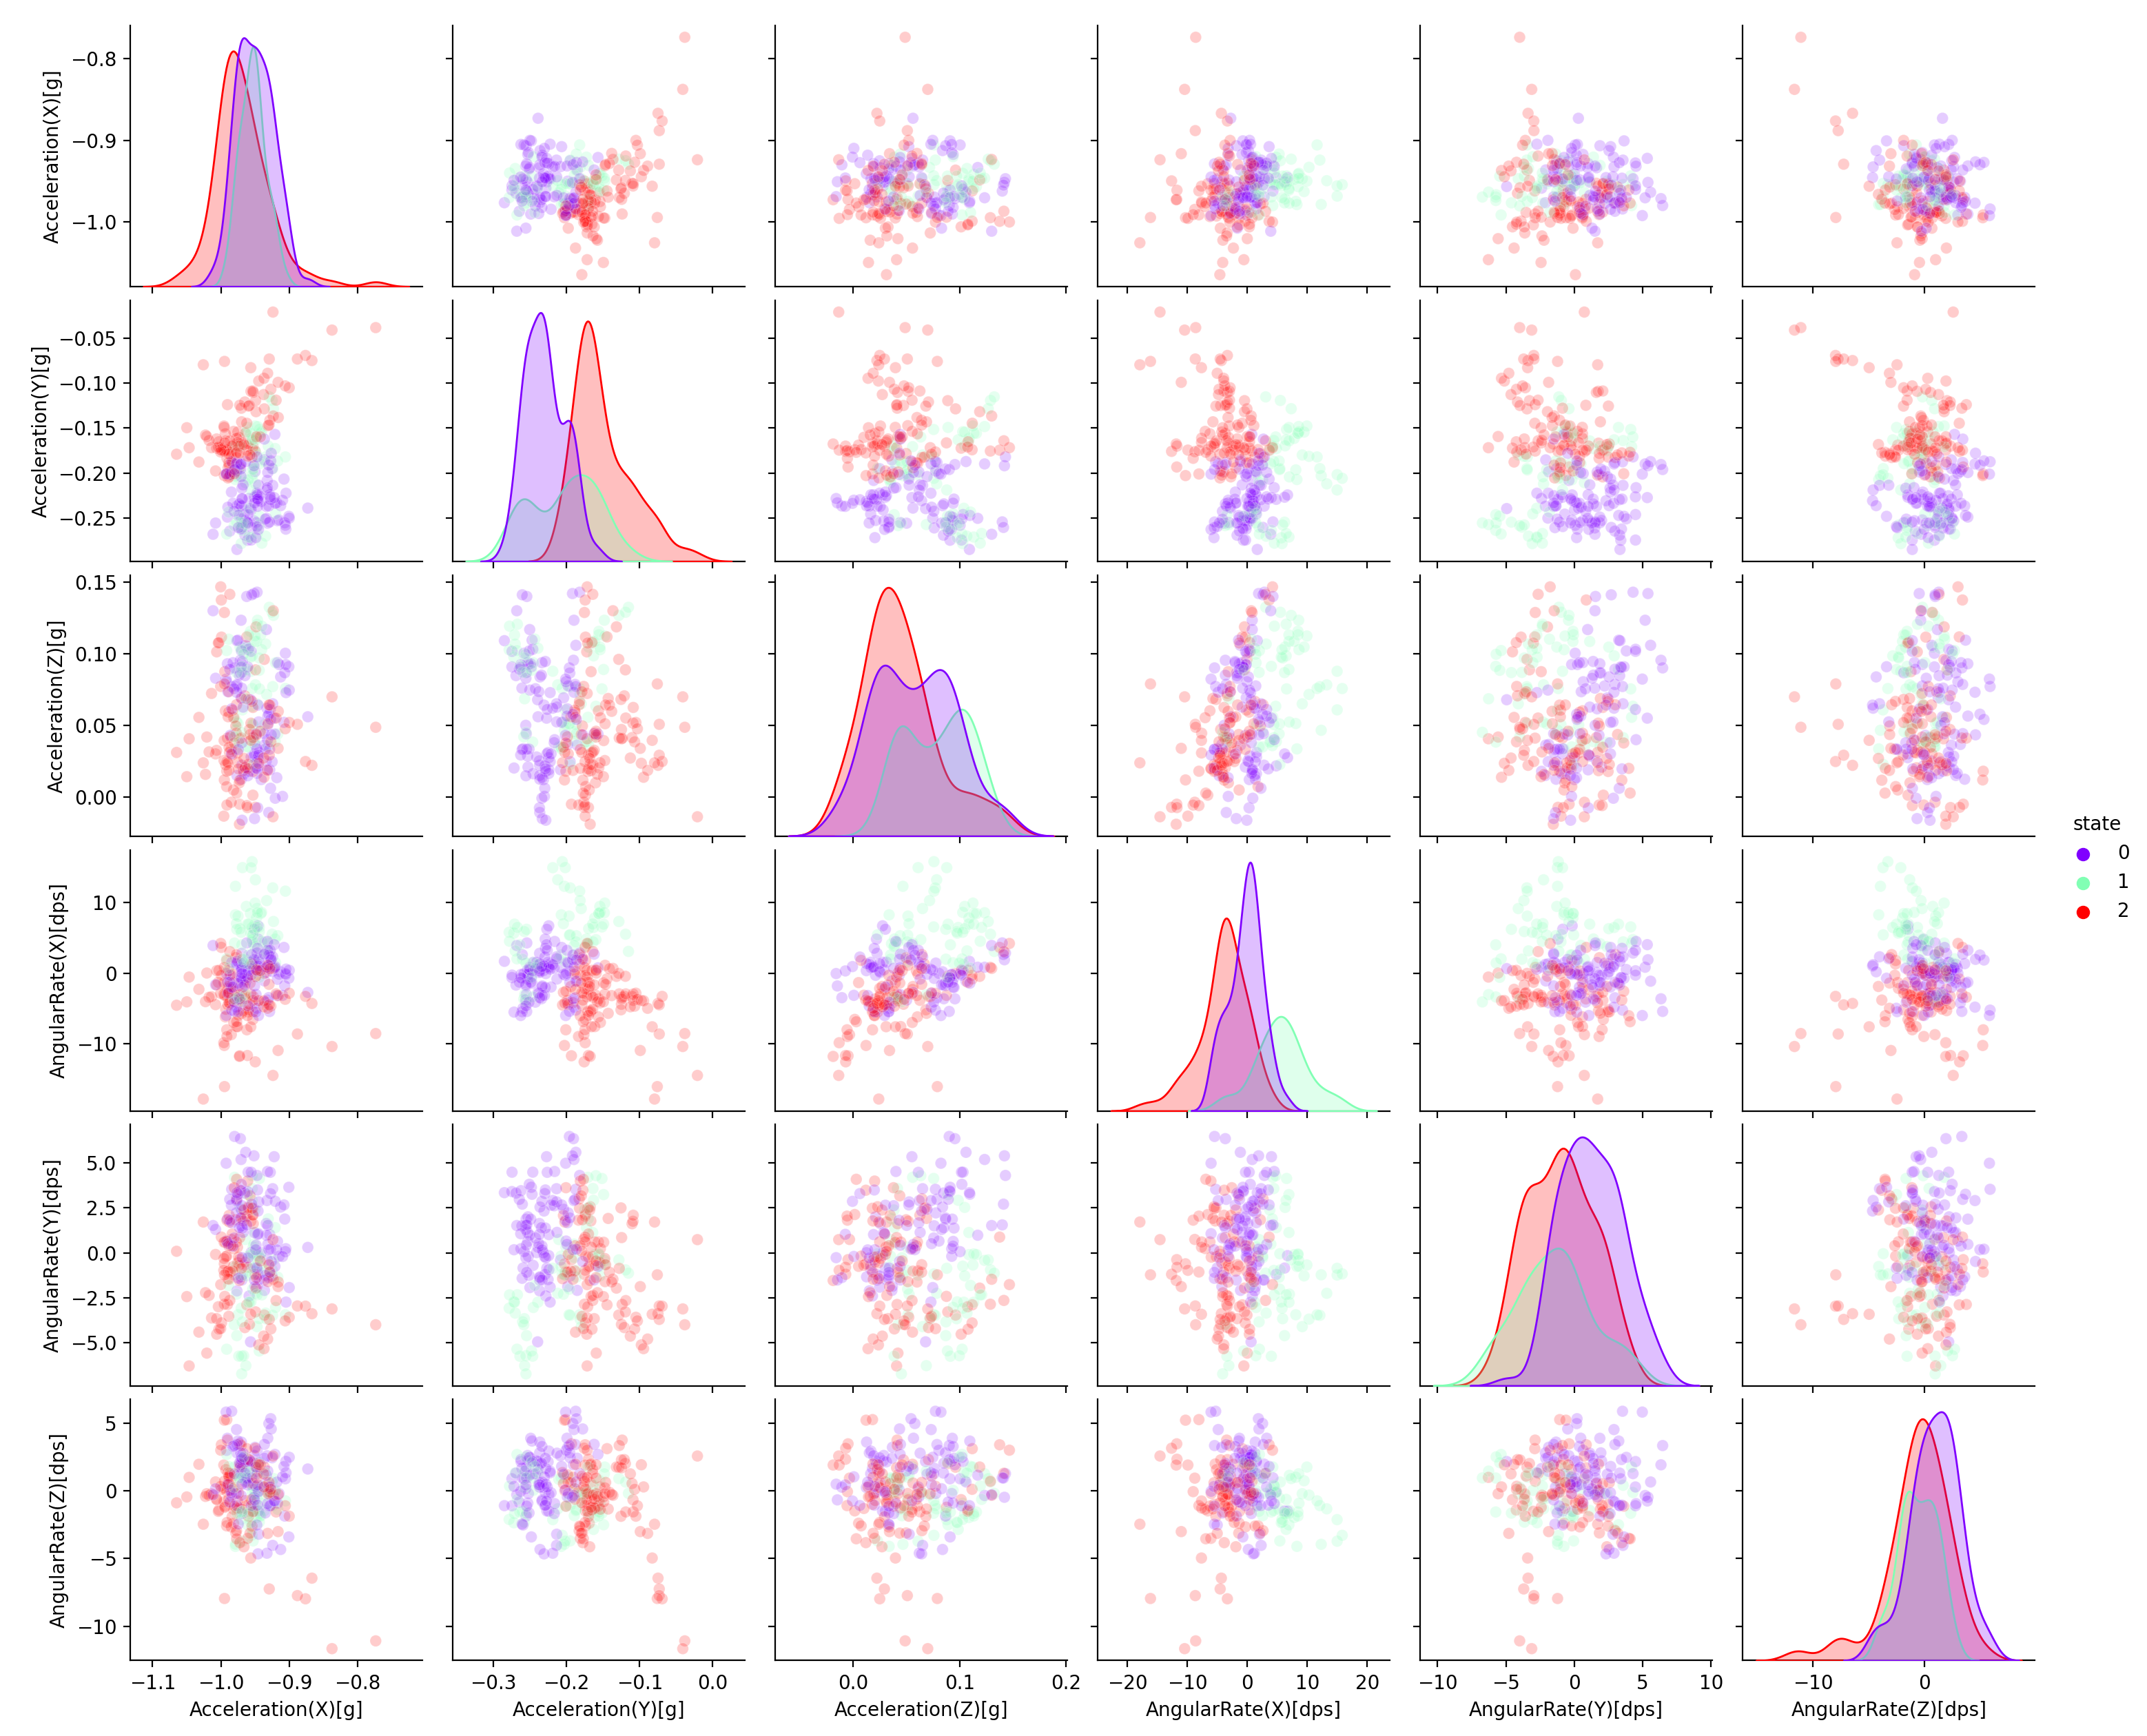 Acceleration(X)[g]
−0.8
−0.9
−1.0
Acceleration(Y)[g]
−0.05
−0.10
−0.15
−0.20
−0.25
Acceleration(Z)[g]
0.15
0.10
0.05
0.00
AngularRate(X)[dps]
10
0
−10
AngularRate(Y)[dps]
5.0
2.5
0.0
−2.5
−5.0
AngularRate(Z)[dps]
5
0
−5
−10
−1.1 −1.0 −0.9 −0.8
Acceleration(X)[g]
−0.3 −0.2 −0.1 0.0
Acceleration(Y)[g]
0.0 0.1 0.2
Acceleration(Z)[g]
−20 −10 0 10 20
AngularRate(X)[dps]
−10 −5 0 5 10
AngularRate(Y)[dps]
−10 0
AngularRate(Z)[dps]
state
0
1
2